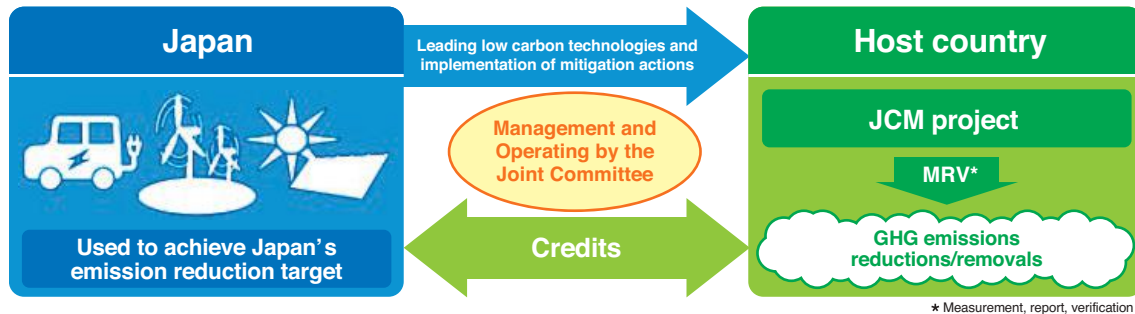 Japan
Leading low carbon technologies and
implementation of mitigation actions
Host country
Management and
Operating by the
Joint Committee
JCM project
MRV*
Used to achieve Japan's
emission reduction target
Credits
GHG emissions
reductions/removals
* Measurement, report, verification